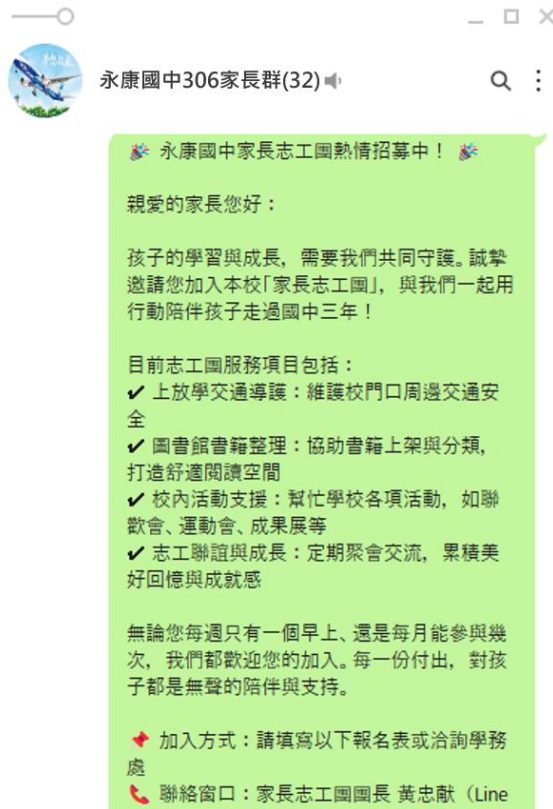 永康國中306家長群(32)
永康國中家長志工團熱情招募中！
親愛的家長您好：
孩子的學習與成長，需要我們共同守護。誠摯
邀請您加入本校「家長志工團」，與我們一起用
行動陪伴孩子走過國中三年！
目前志工團服務項目包括：
✔ 上放學交通導護：維護校門口周邊交通安
全
✔ 圖書館書籍整理：協助書籍上架與分類，
打造舒適閱讀空間
✔ 校內活動支援：幫忙學校各項活動，如聯
歡會、運動會、成果展等
✔ 志工聯誼與成長：定期聚會交流，累積美
好回憶與成就感
無論您每週只有一個早上、還是每月能參與幾
次，我們都歡迎您的加入。每一份付出，對孩
子都是無聲的陪伴與支持。
📌 加入方式：請填寫以下報名表或洽詢學務
處
📞 聯絡窗口：家長志工團團長 黃忠献（Line